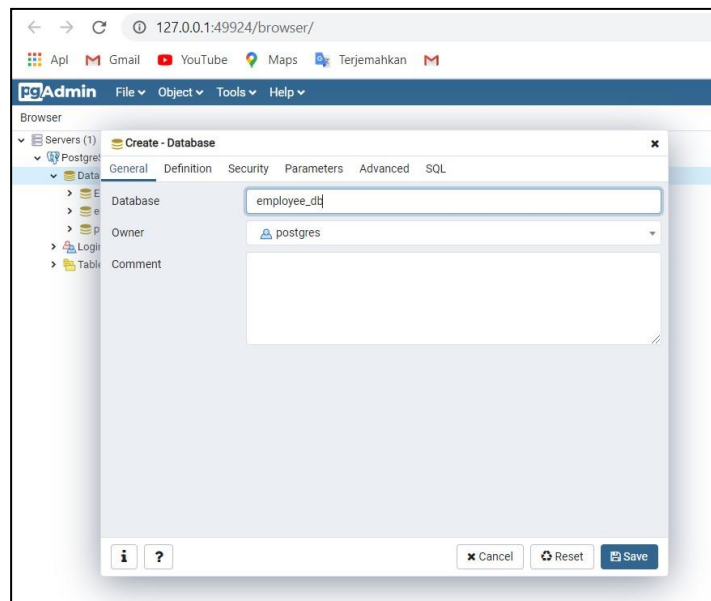 127.0.0.1:49924/browser/
Apl Gmail YouTube Maps Terjemahkan
pgAdmin File Object Tools Help
Browser
Servers (1)
Create - Database
General Definition Security Parameters Advanced SQL
Database employee_db
Owner postgres
Comment
i ? Cancel Reset Save